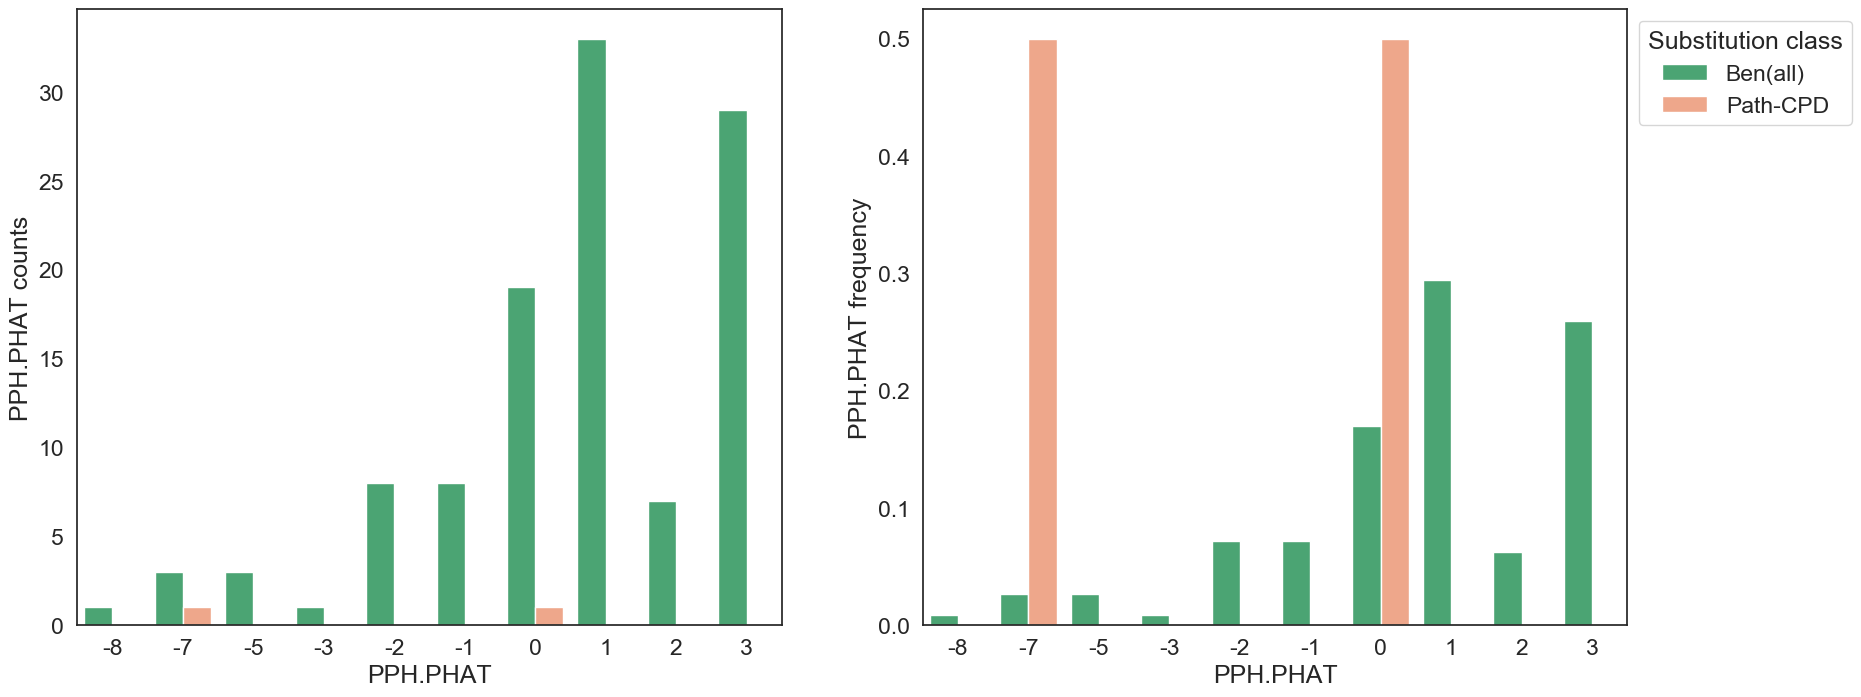 PPH.PHAT counts
30
25
20
15
10
5
0
-8 -7 -5 -3 -2 -1 0 1 2 3
PPH.PHAT
PPH.PHAT frequency
0.5
0.4
0.3
0.2
0.1
0.0
-8 -7 -5 -3 -2 -1 0 1 2 3
PPH.PHAT
Substitution class
Ben(all)
Path-CPD